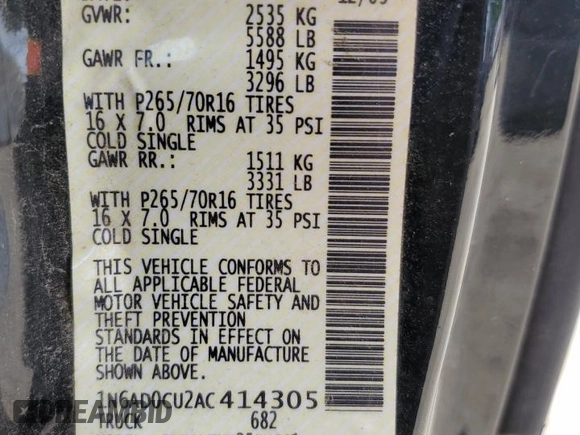 GVWR: 2535 KG
5588 LB
GAWR FR.: 1495 KG
3296 LB
WITH P265/70R16 TIRES
16 X 7.0 RIMS AT 35 PSI
COLD SINGLE
GAWR RR.: 1511 KG
3331 LB
WITH P265/70R16 TIRES
16 X 7.0 RIMS AT 35 PSI
COLD SINGLE
THIS VEHICLE CONFORMS TO
ALL APPLICABLE FEDERAL
MOTOR VEHICLE SAFETY AND
THEFT PREVENTION
STANDARDS IN EFFECT ON
THE DATE OF MANUFACTURE
SHOWN ABOVE.
1N6AD0CU2AC414305
TRUCK 682
EPICVIN.com